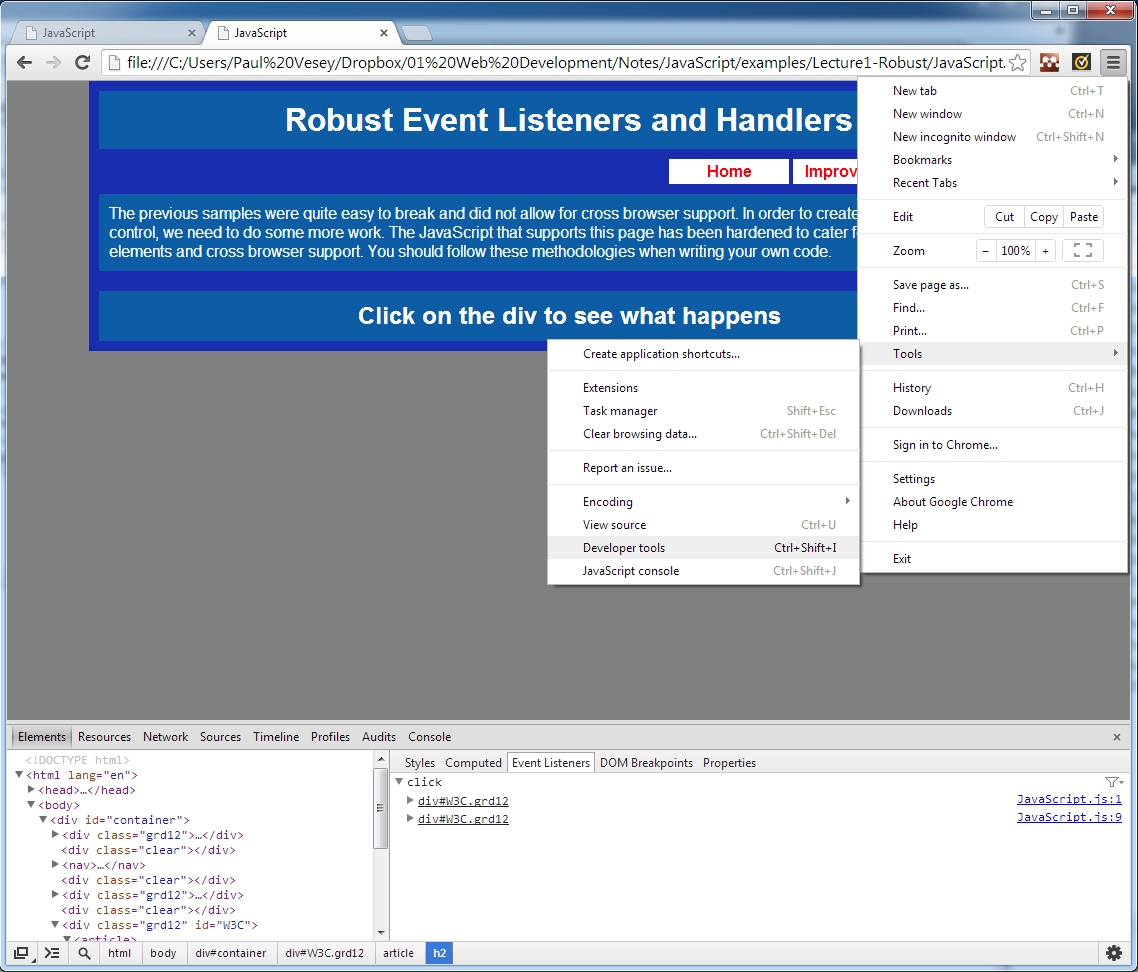 JavaScript
JavaScript
file:///C:/Users/Paul%20Vesey/Dropbox/01%20Web%20Development/Notes/JavaScript/examples/Lecture1-Robust/JavaScript.
Robust Event Listeners and Handlers
Home
Improv
The previous samples were quite easy to break and did not allow for cross browser support. In order to create
control, we need to do some more work. The JavaScript that supports this page has been hardened to cater f
elements and cross browser support. You should follow these methodologies when writing your own code.
Click on the div to see what happens
New tab Ctrl+T
New window Ctrl+N
New incognito window Ctrl+Shift+N
Bookmarks
Recent Tabs
Edit Cut Copy Paste
Zoom - 100% +
Save page as... Ctrl+S
Find... Ctrl+F
Print... Ctrl+P
Tools
History Ctrl+H
Downloads Ctrl+J
Sign in to Chrome...
Settings
About Google Chrome
Help
Exit
Create application shortcuts...
Extensions
Task manager Shift+Esc
Clear browsing data... Ctrl+Shift+Del
Report an issue...
Encoding
View source Ctrl+U
Developer tools Ctrl+Shift+I
JavaScript console Ctrl+Shift+J
Elements Resources Network Sources Timeline Profiles Audits Console
<!DOCTYPE html>
<html lang="en">
<head>…</head>
<body>
<div id="container">
<div class="grd12">…</div>
<div class="clear"></div>
<nav>…</nav>
<div class="clear"></div>
<div class="grd12">…</div>
<div class="clear"></div>
<div class="grd12" id="W3C">
<article>
Styles Computed Event Listeners DOM Breakpoints Properties
click
div#W3C.grd12 JavaScript.js:1
div#W3C.grd12 JavaScript.js:9
html body div#container div#W3C.grd12 article h2